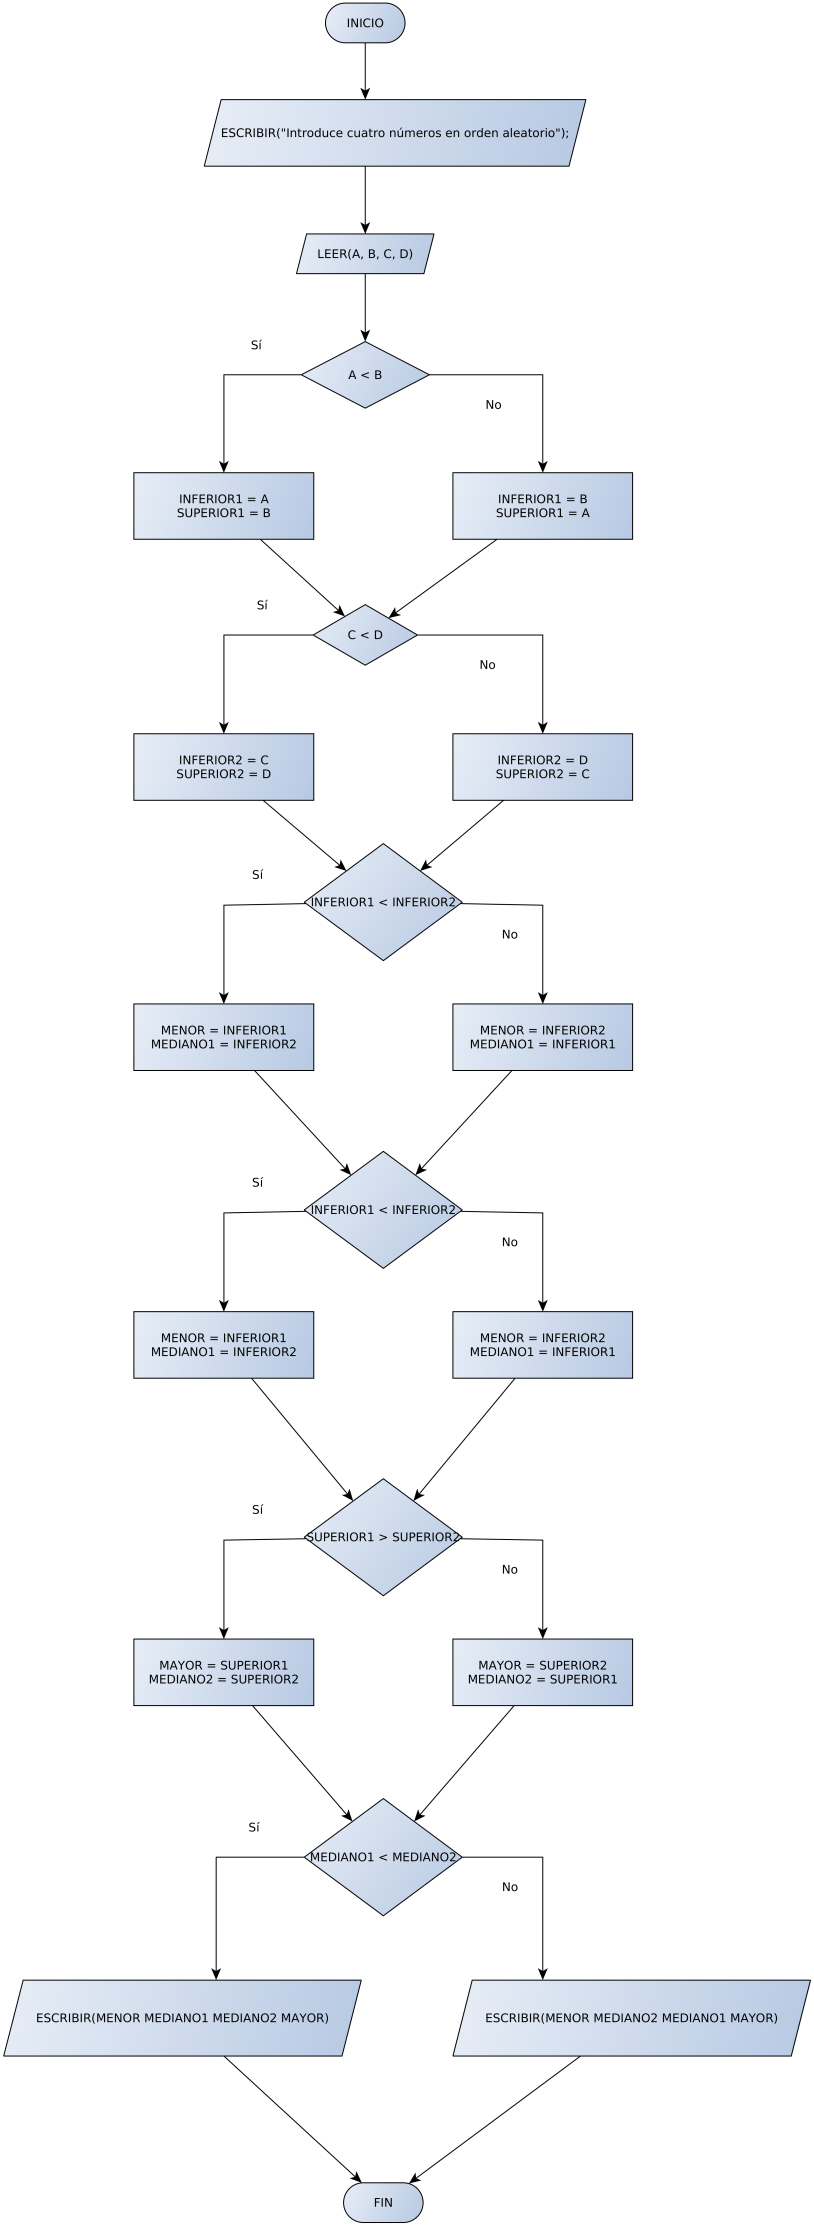 INICIO
ESCRIBIR("Introduce cuatro números en orden aleatorio");
LEER(A, B, C, D)
Sí
A < B
No
INFERIOR1 = A
SUPERIOR1 = B
INFERIOR1 = B
SUPERIOR1 = A
Sí
C < D
No
INFERIOR2 = C
SUPERIOR2 = D
INFERIOR2 = D
SUPERIOR2 = C
Sí
INFERIOR1 < INFERIOR2
No
MENOR = INFERIOR1
MEDIANO1 = INFERIOR2
MENOR = INFERIOR2
MEDIANO1 = INFERIOR1
Sí
INFERIOR1 < INFERIOR2
No
MENOR = INFERIOR1
MEDIANO1 = INFERIOR2
MENOR = INFERIOR2
MEDIANO1 = INFERIOR1
Sí
SUPERIOR1 > SUPERIOR2
No
MAYOR = SUPERIOR1
MEDIANO2 = SUPERIOR2
MAYOR = SUPERIOR2
MEDIANO2 = SUPERIOR1
Sí
MEDIANO1 < MEDIANO2
No
ESCRIBIR(MENOR MEDIANO1 MEDIANO2 MAYOR)
ESCRIBIR(MENOR MEDIANO2 MEDIANO1 MAYOR)
FIN